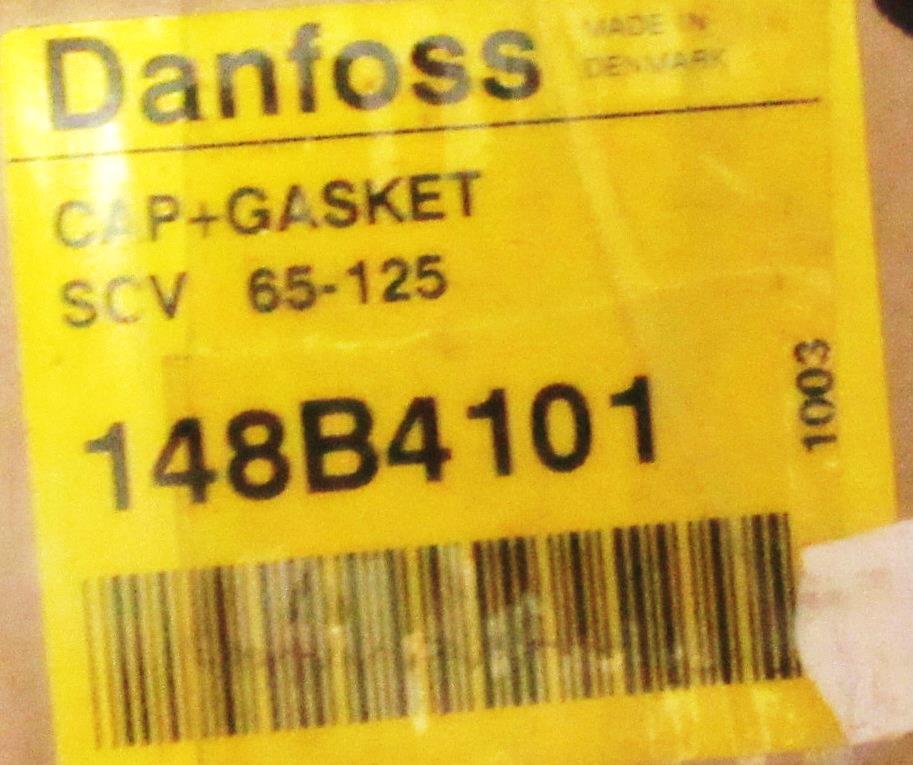 Danfoss
MADE IN
DENMARK
CAP+GASKET
SCV 65-125
148B4101
1003